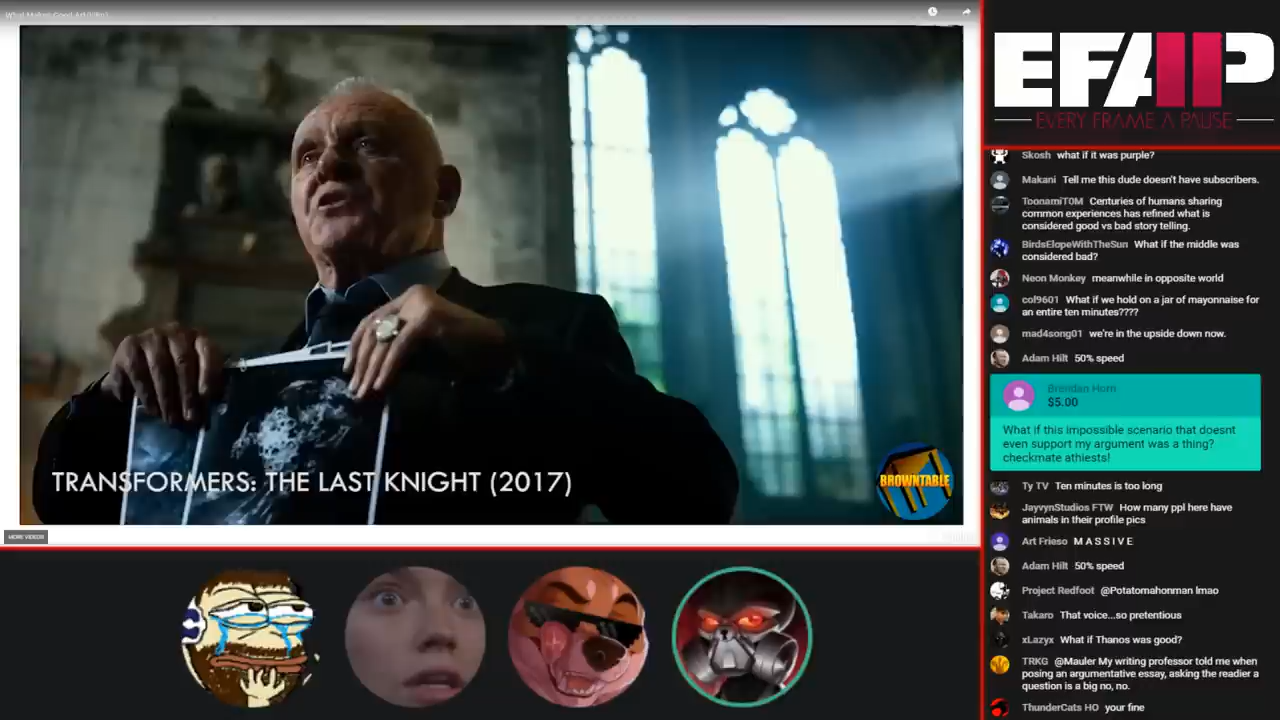 What Makes Good Art?
TRANSFORMERS: THE LAST KNIGHT (2017)
BROWNTABLE
MORE VIDEOS
EFAP
EVERY FRAME A PAUSE
Skosh what if it was purple?
Makani Tell me this dude doesn't have subscribers.
ToonamiT0M Centuries of humans sharing
common experiences has refined what is
considered good vs bad story telling.
BirdsElopeWithTheSun What if the middle was
considered bad?
Neon Monkey meanwhile in opposite world
col9601 What if we hold on a jar of mayonnaise for
an entire ten minutes????
mad4song01 we're in the upside down now.
Adam Hilt 50% speed
Brendan Horn
$5.00
What if this impossible scenario that doesnt
even support my argument was a thing?
checkmate athiests!
Ty TV Ten minutes is too long
JayvynStudios FTW How many ppl here have
animals in their profile pics
Art Frieso M A S S I V E
Adam Hilt 50% speed
Project Redfoot @Potatomahonman lmao
Takaro That voice...so pretentious
xLazyx What if Thanos was good?
TRKG @Mauler My writing professor told me when
posing an argumentative essay, asking the readier a
question is a big no, no.
ThunderCats HO your fine